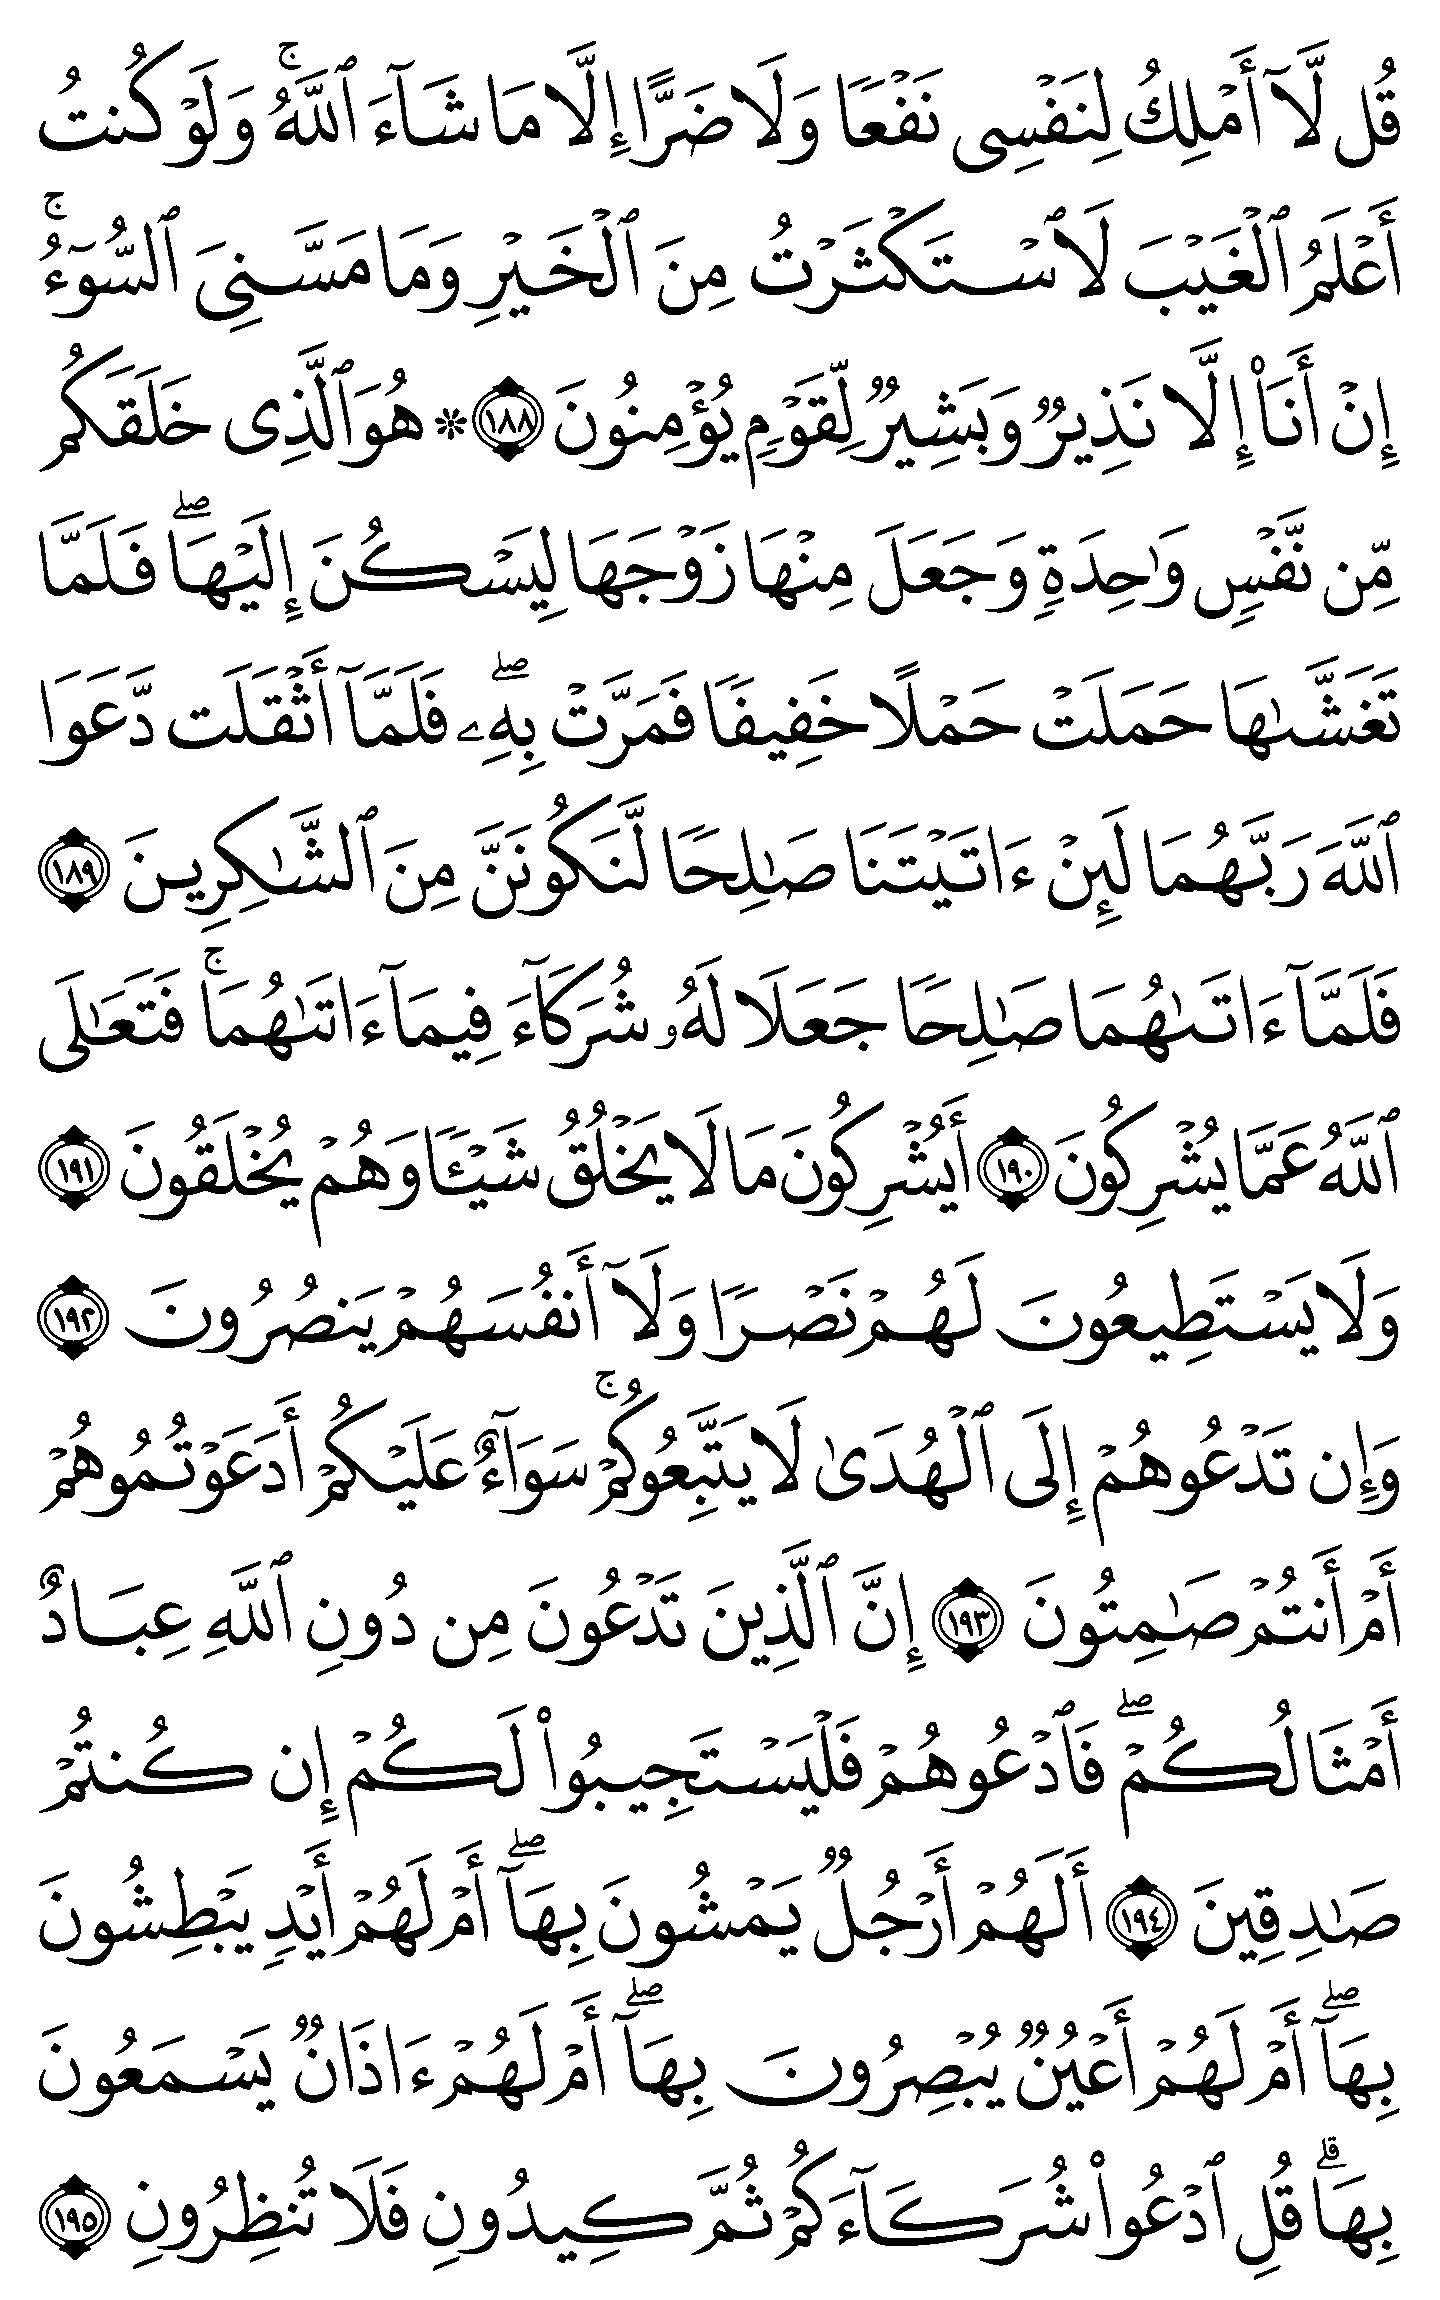 قُل لَّآ أَمْلِكُ لِنَفْسِى نَفْعًا وَلَا ضَرًّا إِلَّا مَا شَآءَ ٱللَّهُ ۚ وَلَوْ كُنتُ
أَعْلَمُ ٱلْغَيْبَ لَٱسْتَكْثَرْتُ مِنَ ٱلْخَيْرِ وَمَا مَسَّنِىَ ٱلسُّوٓءُ ۚ
إِنْ أَنَا۠ إِلَّا نَذِيرٌ وَبَشِيرٌ لِّقَوْمٍ يُؤْمِنُونَ ١٨٨ ۞ هُوَ ٱلَّذِى خَلَقَكُم
مِّن نَّفْسٍ وَٰحِدَةٍ وَجَعَلَ مِنْهَا زَوْجَهَا لِيَسْكُنَ إِلَيْهَا ۖ فَلَمَّا
تَغَشَّىٰهَا حَمَلَتْ حَمْلًا خَفِيفًا فَمَرَّتْ بِهِۦ ۖ فَلَمَّآ أَثْقَلَت دَّعَوَا
ٱللَّهَ رَبَّهُمَا لَئِنْ ءَاتَيْتَنَا صَٰلِحًا لَّنَكُونَنَّ مِنَ ٱلشَّٰكِرِينَ ١٨٩
فَلَمَّآ ءَاتَىٰهُمَا صَٰلِحًا جَعَلَا لَهُۥ شُرَكَآءَ فِيمَآ ءَاتَىٰهُمَا ۚ فَتَعَٰلَى
ٱللَّهُ عَمَّا يُشْرِكُونَ ١٩٠ أَيُشْرِكُونَ مَا لَا يَخْلُقُ شَيْـًٔا وَهُمْ يُخْلَقُونَ ١٩١
وَلَا يَسْتَطِيعُونَ لَهُمْ نَصْرًا وَلَآ أَنفُسَهُمْ يَنصُرُونَ ١٩٢
وَإِن تَدْعُوهُمْ إِلَى ٱلْهُدَىٰ لَا يَتَّبِعُوكُمْ ۚ سَوَآءٌ عَلَيْكُمْ أَدَعَوْتُمُوهُمْ
أَمْ أَنتُمْ صَٰمِتُونَ ١٩٣ إِنَّ ٱلَّذِينَ تَدْعُونَ مِن دُونِ ٱللَّهِ عِبَادٌ
أَمْثَالُكُمْ ۖ فَٱدْعُوهُمْ فَلْيَسْتَجِيبُوا۟ لَكُمْ إِن كُنتُمْ
صَٰدِقِينَ ١٩٤ أَلَهُمْ أَرْجُلٌ يَمْشُونَ بِهَآ ۖ أَمْ لَهُمْ أَيْدٍ يَبْطِشُونَ
بِهَآ ۖ أَمْ لَهُمْ أَعْيُنٌ يُبْصِرُونَ بِهَآ ۖ أَمْ لَهُمْ ءَاذَانٌ يَسْمَعُونَ
بِهَا ۗ قُلِ ٱدْعُوا۟ شُرَكَآءَكُمْ ثُمَّ كِيدُونِ فَلَا تُنظِرُونِ ١٩٥